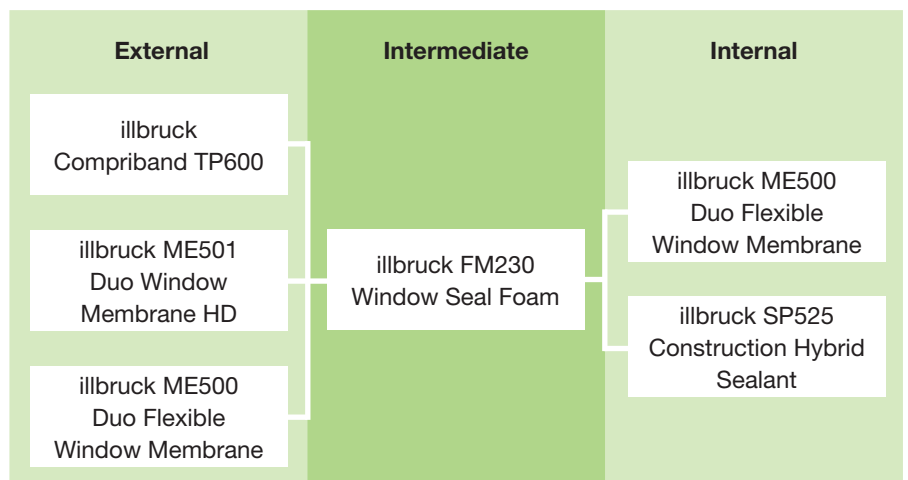 External
illbruck
Compriband TP600
illbruck ME501
Duo Window
Membrane HD
illbruck ME500
Duo Flexible
Window Membrane
Intermediate
illbruck FM230
Window Seal Foam
Internal
illbruck ME500
Duo Flexible
Window Membrane
illbruck SP525
Construction Hybrid
Sealant